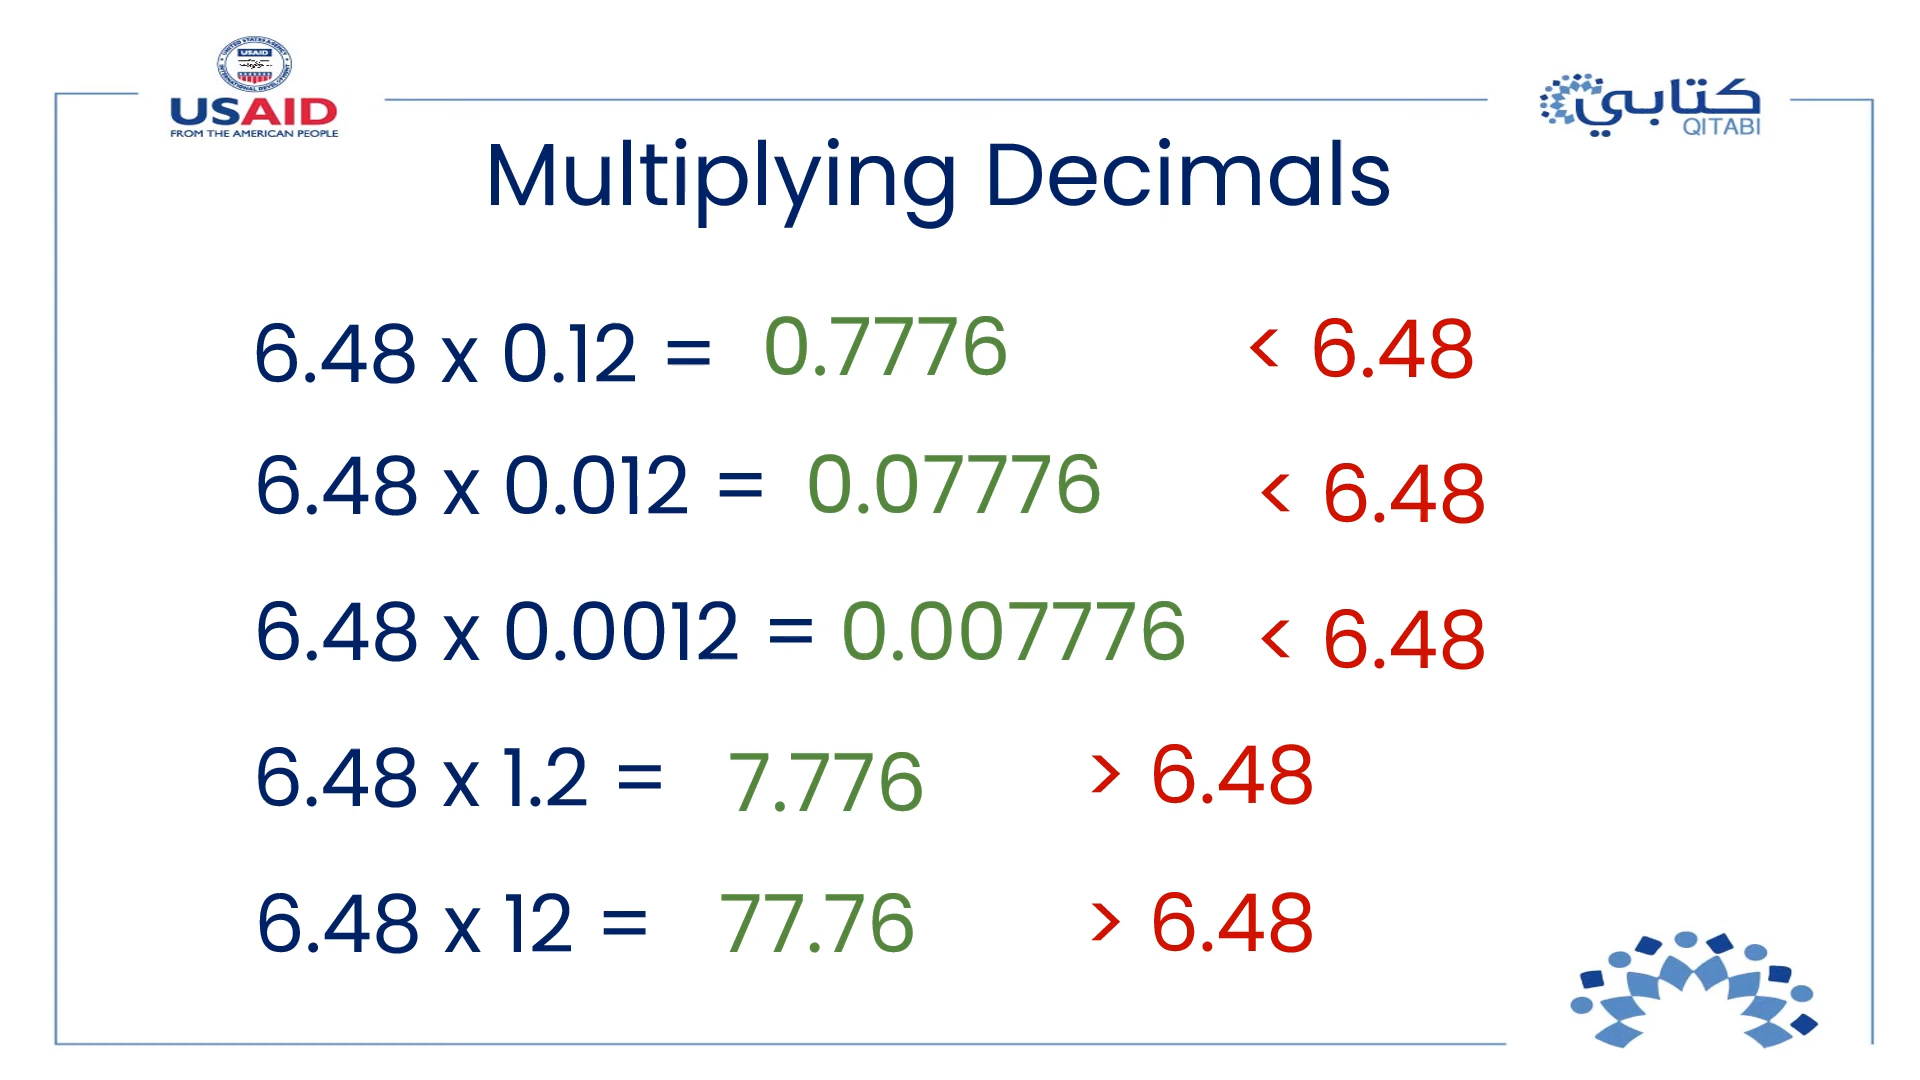 USAID
FROM THE AMERICAN PEOPLE
كتابي
QITABI
Multiplying Decimals
6.48 x 0.12 = 0.7776 < 6.48
6.48 x 0.012 = 0.07776 < 6.48
6.48 x 0.0012 = 0.007776 < 6.48
6.48 x 1.2 = 7.776 > 6.48
6.48 x 12 = 77.76 > 6.48